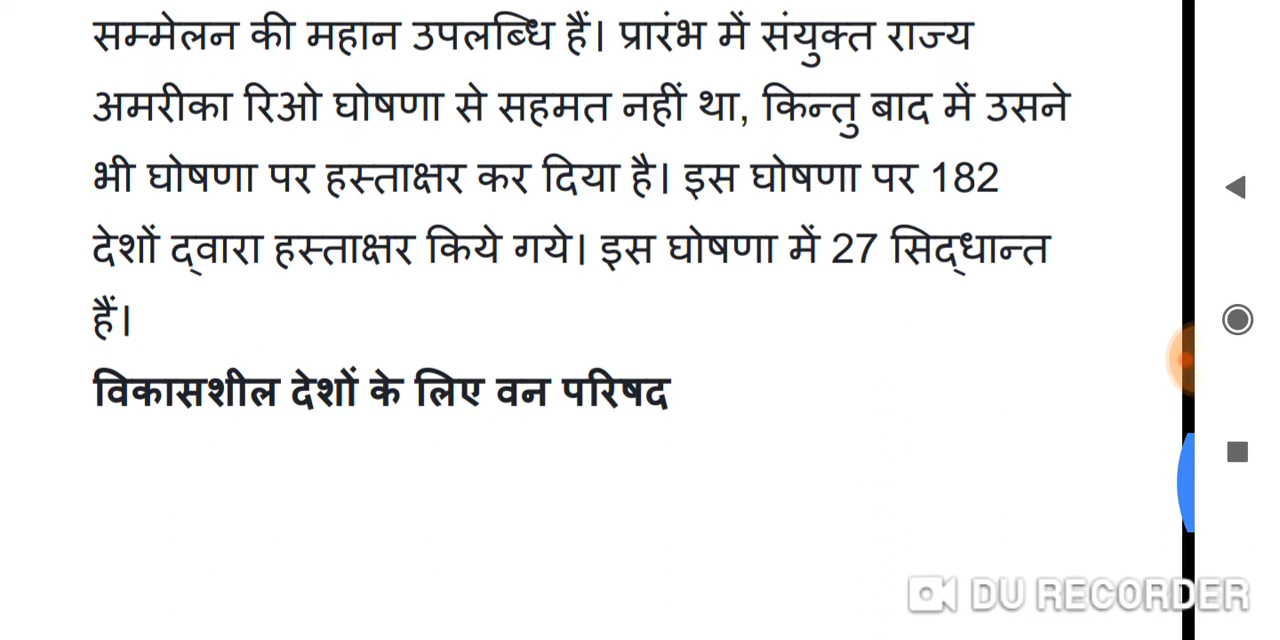 सम्मेलन की महान उपलब्धि हैं। प्रारंभ में संयुक्त राज्य
अमरीका रिओ घोषणा से सहमत नहीं था, किन्तु बाद में उसने
भी घोषणा पर हस्ताक्षर कर दिया है। इस घोषणा पर 182
देशों द्वारा हस्ताक्षर किये गये। इस घोषणा में 27 सिद्धान्त
हैं।
विकासशील देशों के लिए वन परिषद
DU RECORDER